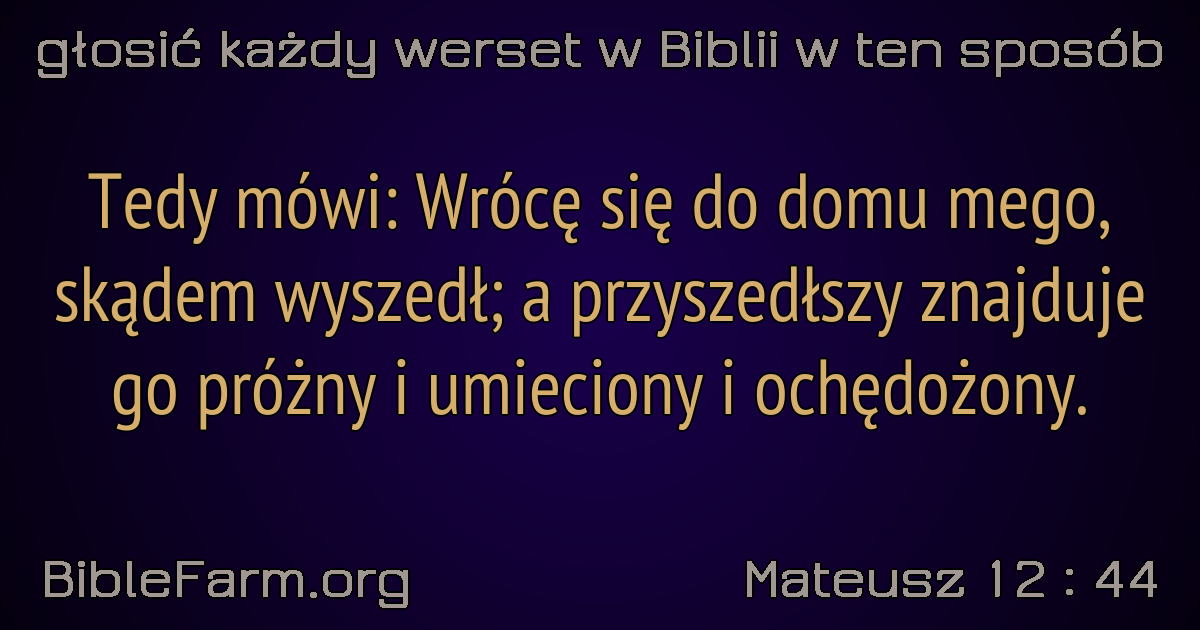 głosić każdy werset w Biblii w ten sposób
Tedy mówi: Wrócę się do domu mego,
skądem wyszedł; a przyszedłszy znajduje
go próżny i umieciony i ochędożony.
BibleFarm.org
Mateusz 12 : 44